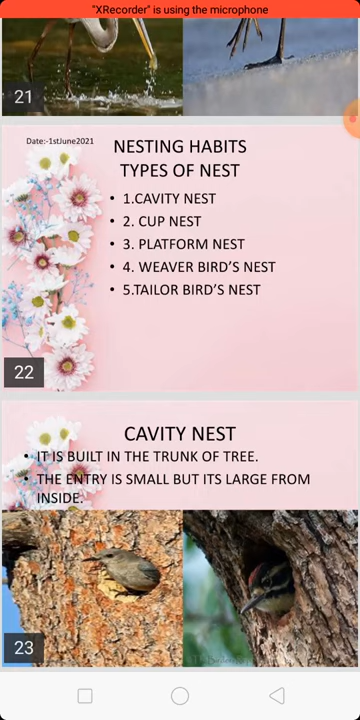 "XRecorder" is using the microphone
21
Date:-1stJune2021
NESTING HABITS
TYPES OF NEST
• 1.CAVITY NEST
• 2. CUP NEST
• 3. PLATFORM NEST
• 4. WEAVER BIRD'S NEST
• 5.TAILOR BIRD'S NEST
22
CAVITY NEST
• IT IS BUILT IN THE TRUNK OF TREE.
• THE ENTRY IS SMALL BUT ITS LARGE FROM
INSIDE.
23